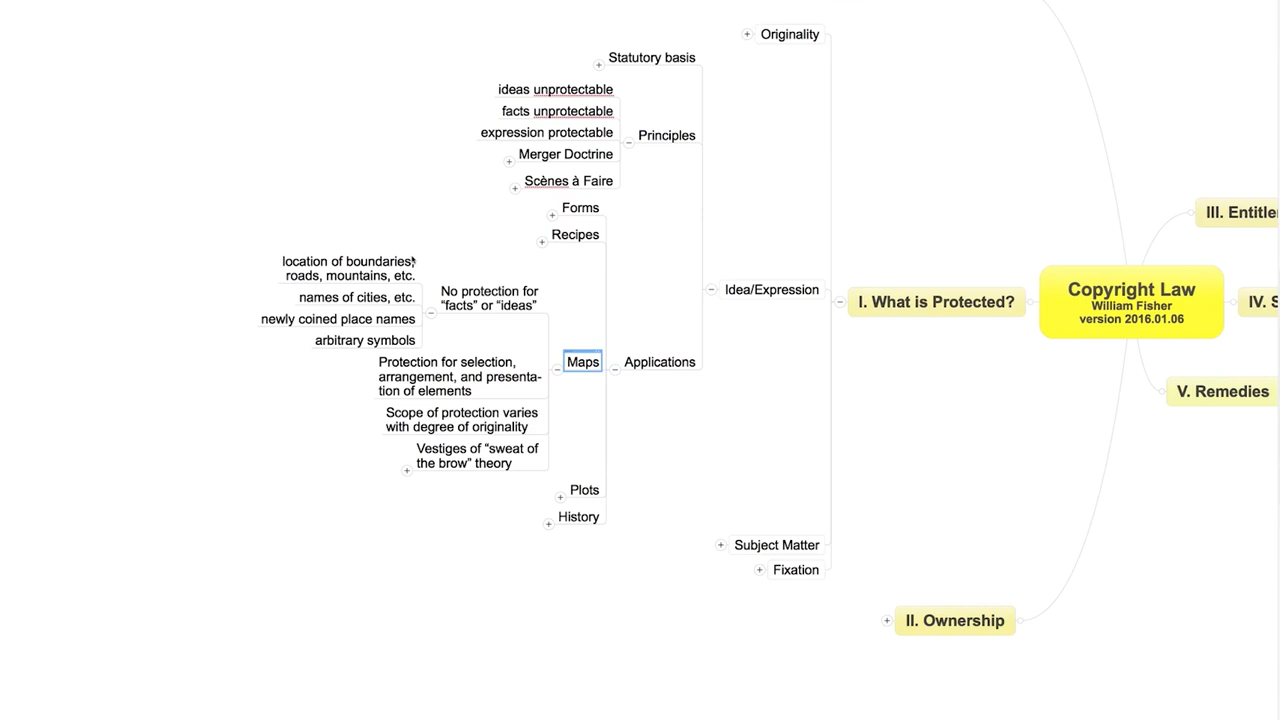 Originality
Statutory basis
ideas unprotectable
facts unprotectable
expression protectable
Principles
Merger Doctrine
Scènes à Faire
Forms
Recipes
location of boundaries,
roads, mountains, etc.
names of cities, etc.
newly coined place names
arbitrary symbols
No protection for
“facts” or “ideas”
Protection for selection,
arrangement, and presenta-
tion of elements
Scope of protection varies
with degree of originality
Vestiges of “sweat of
the brow” theory
Maps
Applications
Plots
History
Idea/Expression
Subject Matter
Fixation
I. What is Protected?
II. Ownership
Copyright Law
William Fisher
version 2016.01.06
III. Entitle
IV. S
V. Remedies